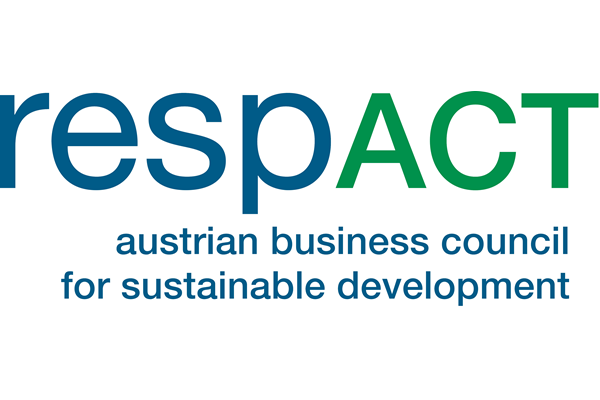 respACT
austrian business council
for sustainable development